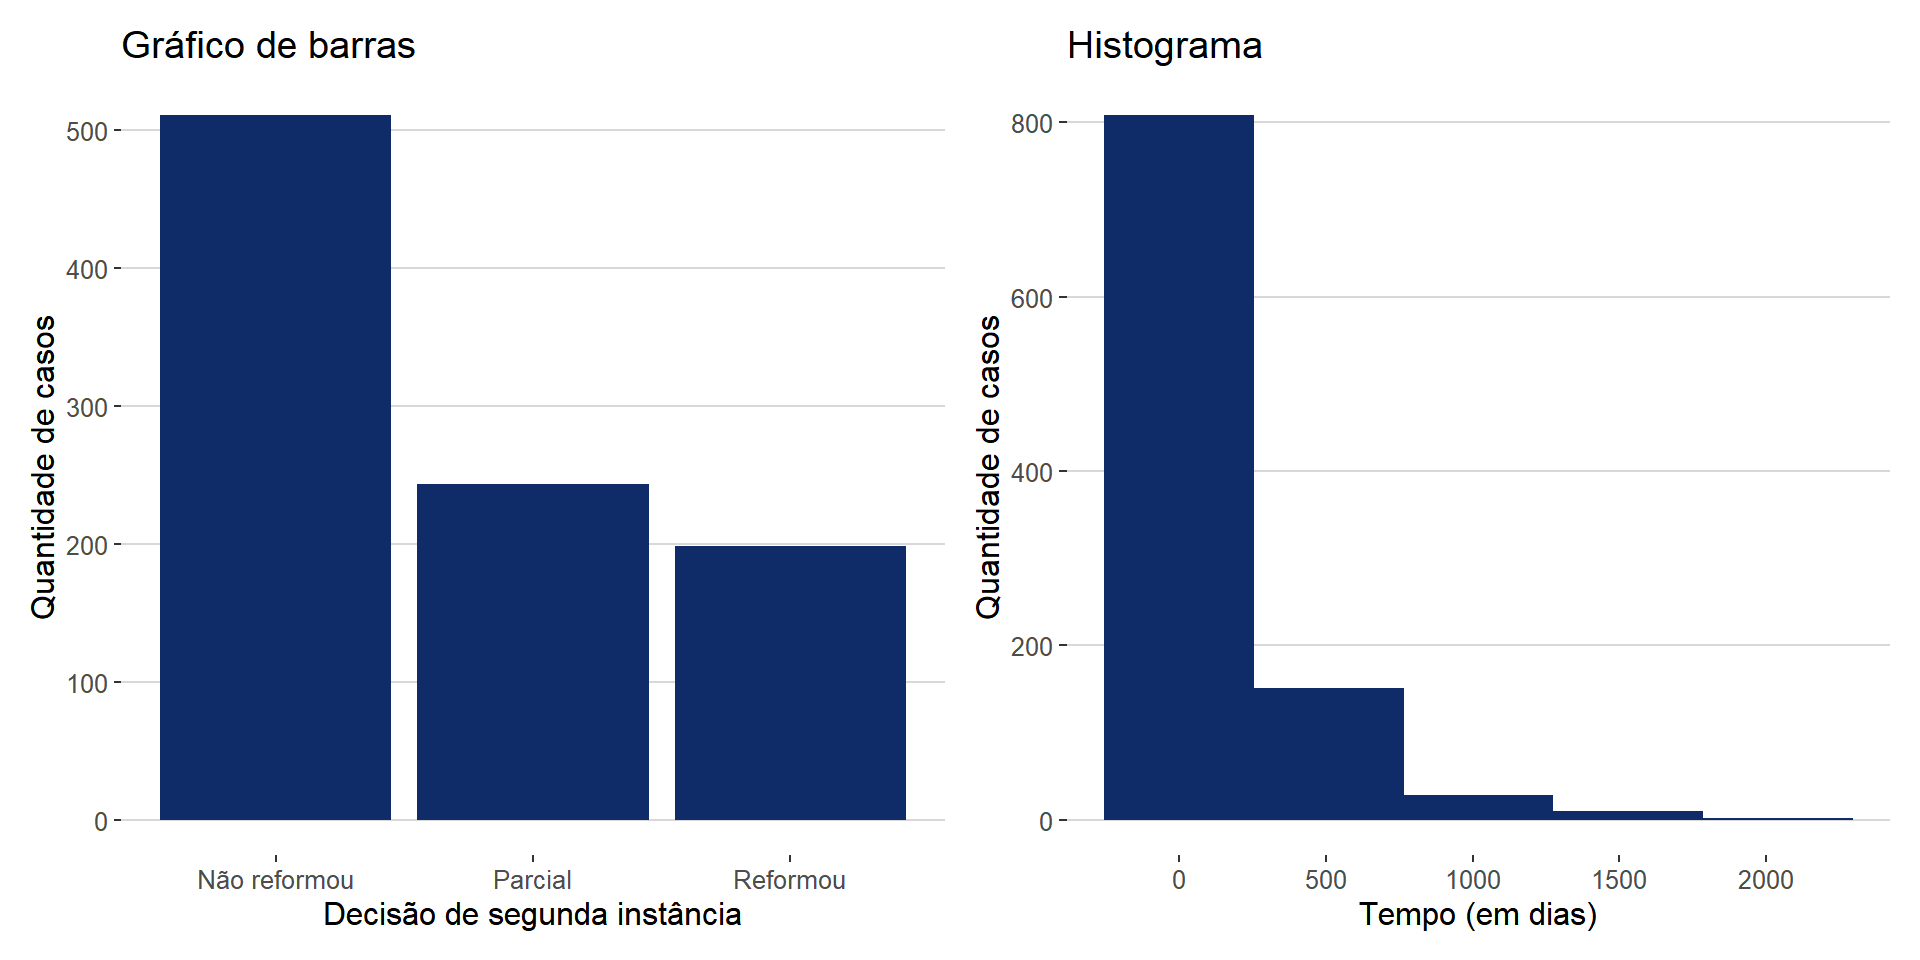 Gráfico de barras
Quantidade de casos
500
400
300
200
100
0
Não reformou
Parcial
Reformou
Decisão de segunda instância
Histograma
Quantidade de casos
800
600
400
200
0
0
500
1000
1500
2000
Tempo (em dias)